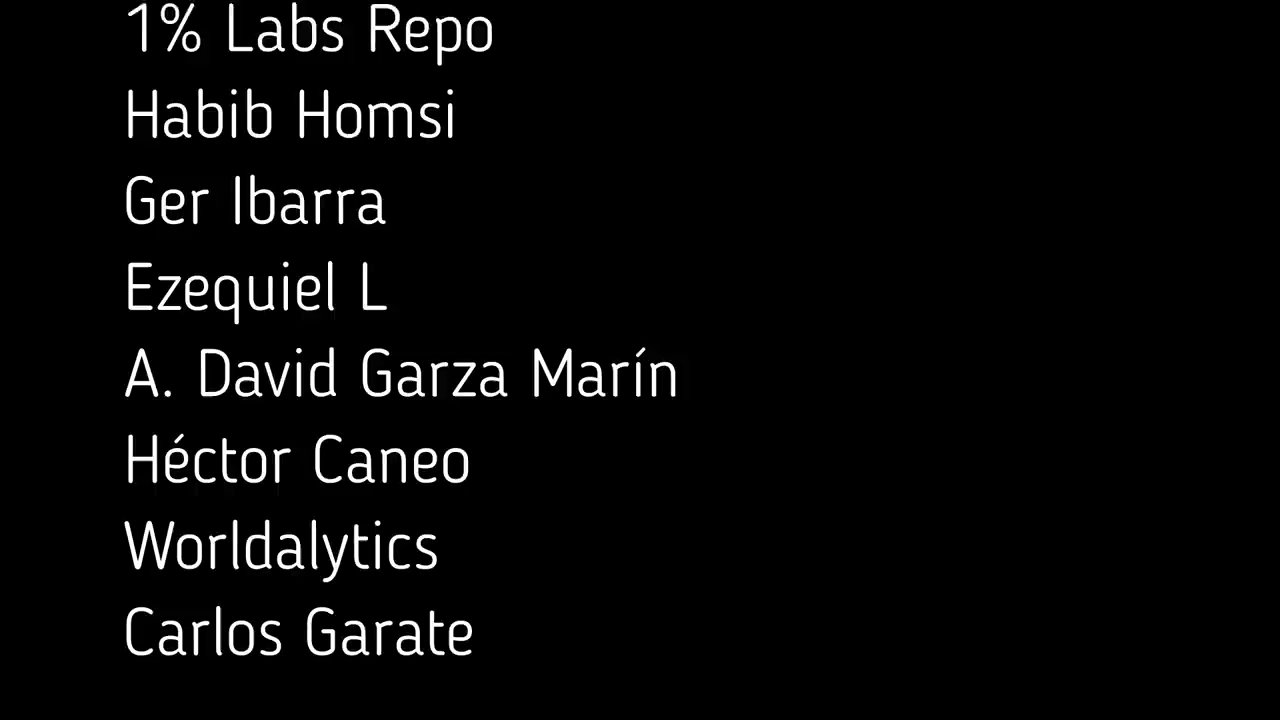 1% Labs Repo
Habib Homsi
Ger Ibarra
Ezequiel L
A. David Garza Marín
Héctor Caneo
Worldalytics
Carlos Garate